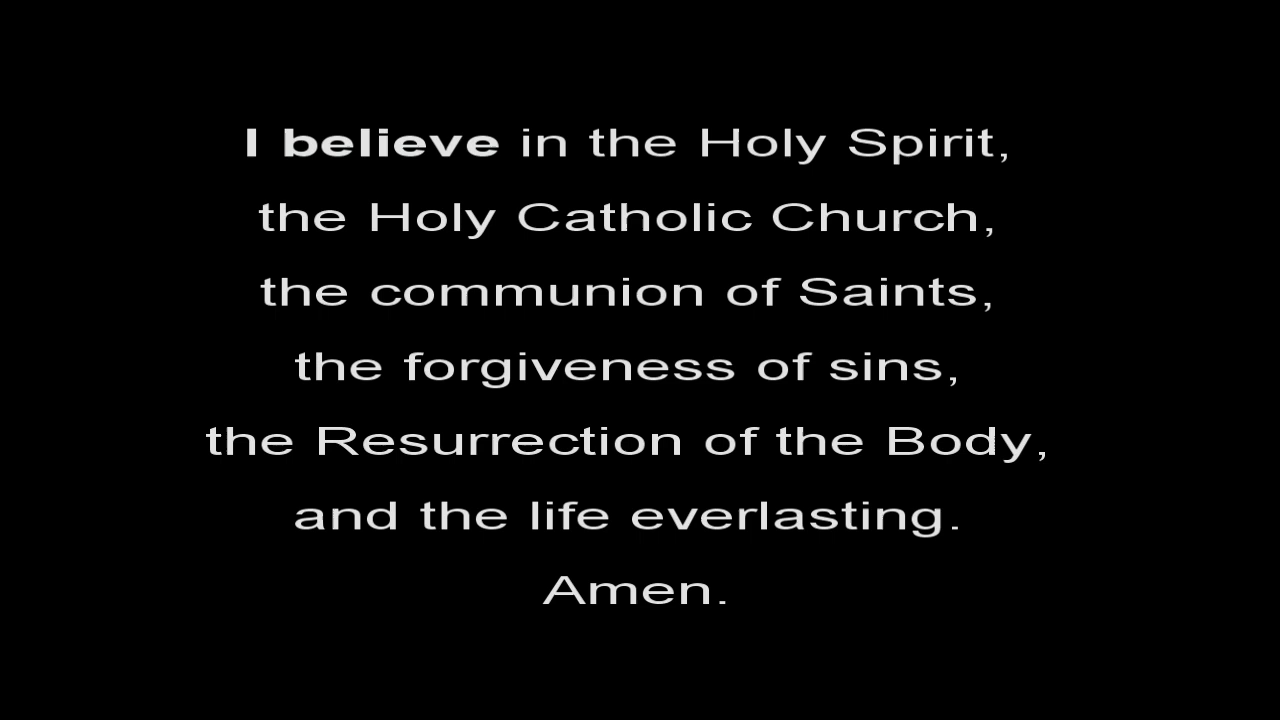 I believe in the Holy Spirit,
the Holy Catholic Church,
the communion of Saints,
the forgiveness of sins,
the Resurrection of the Body,
and the life everlasting.
Amen.